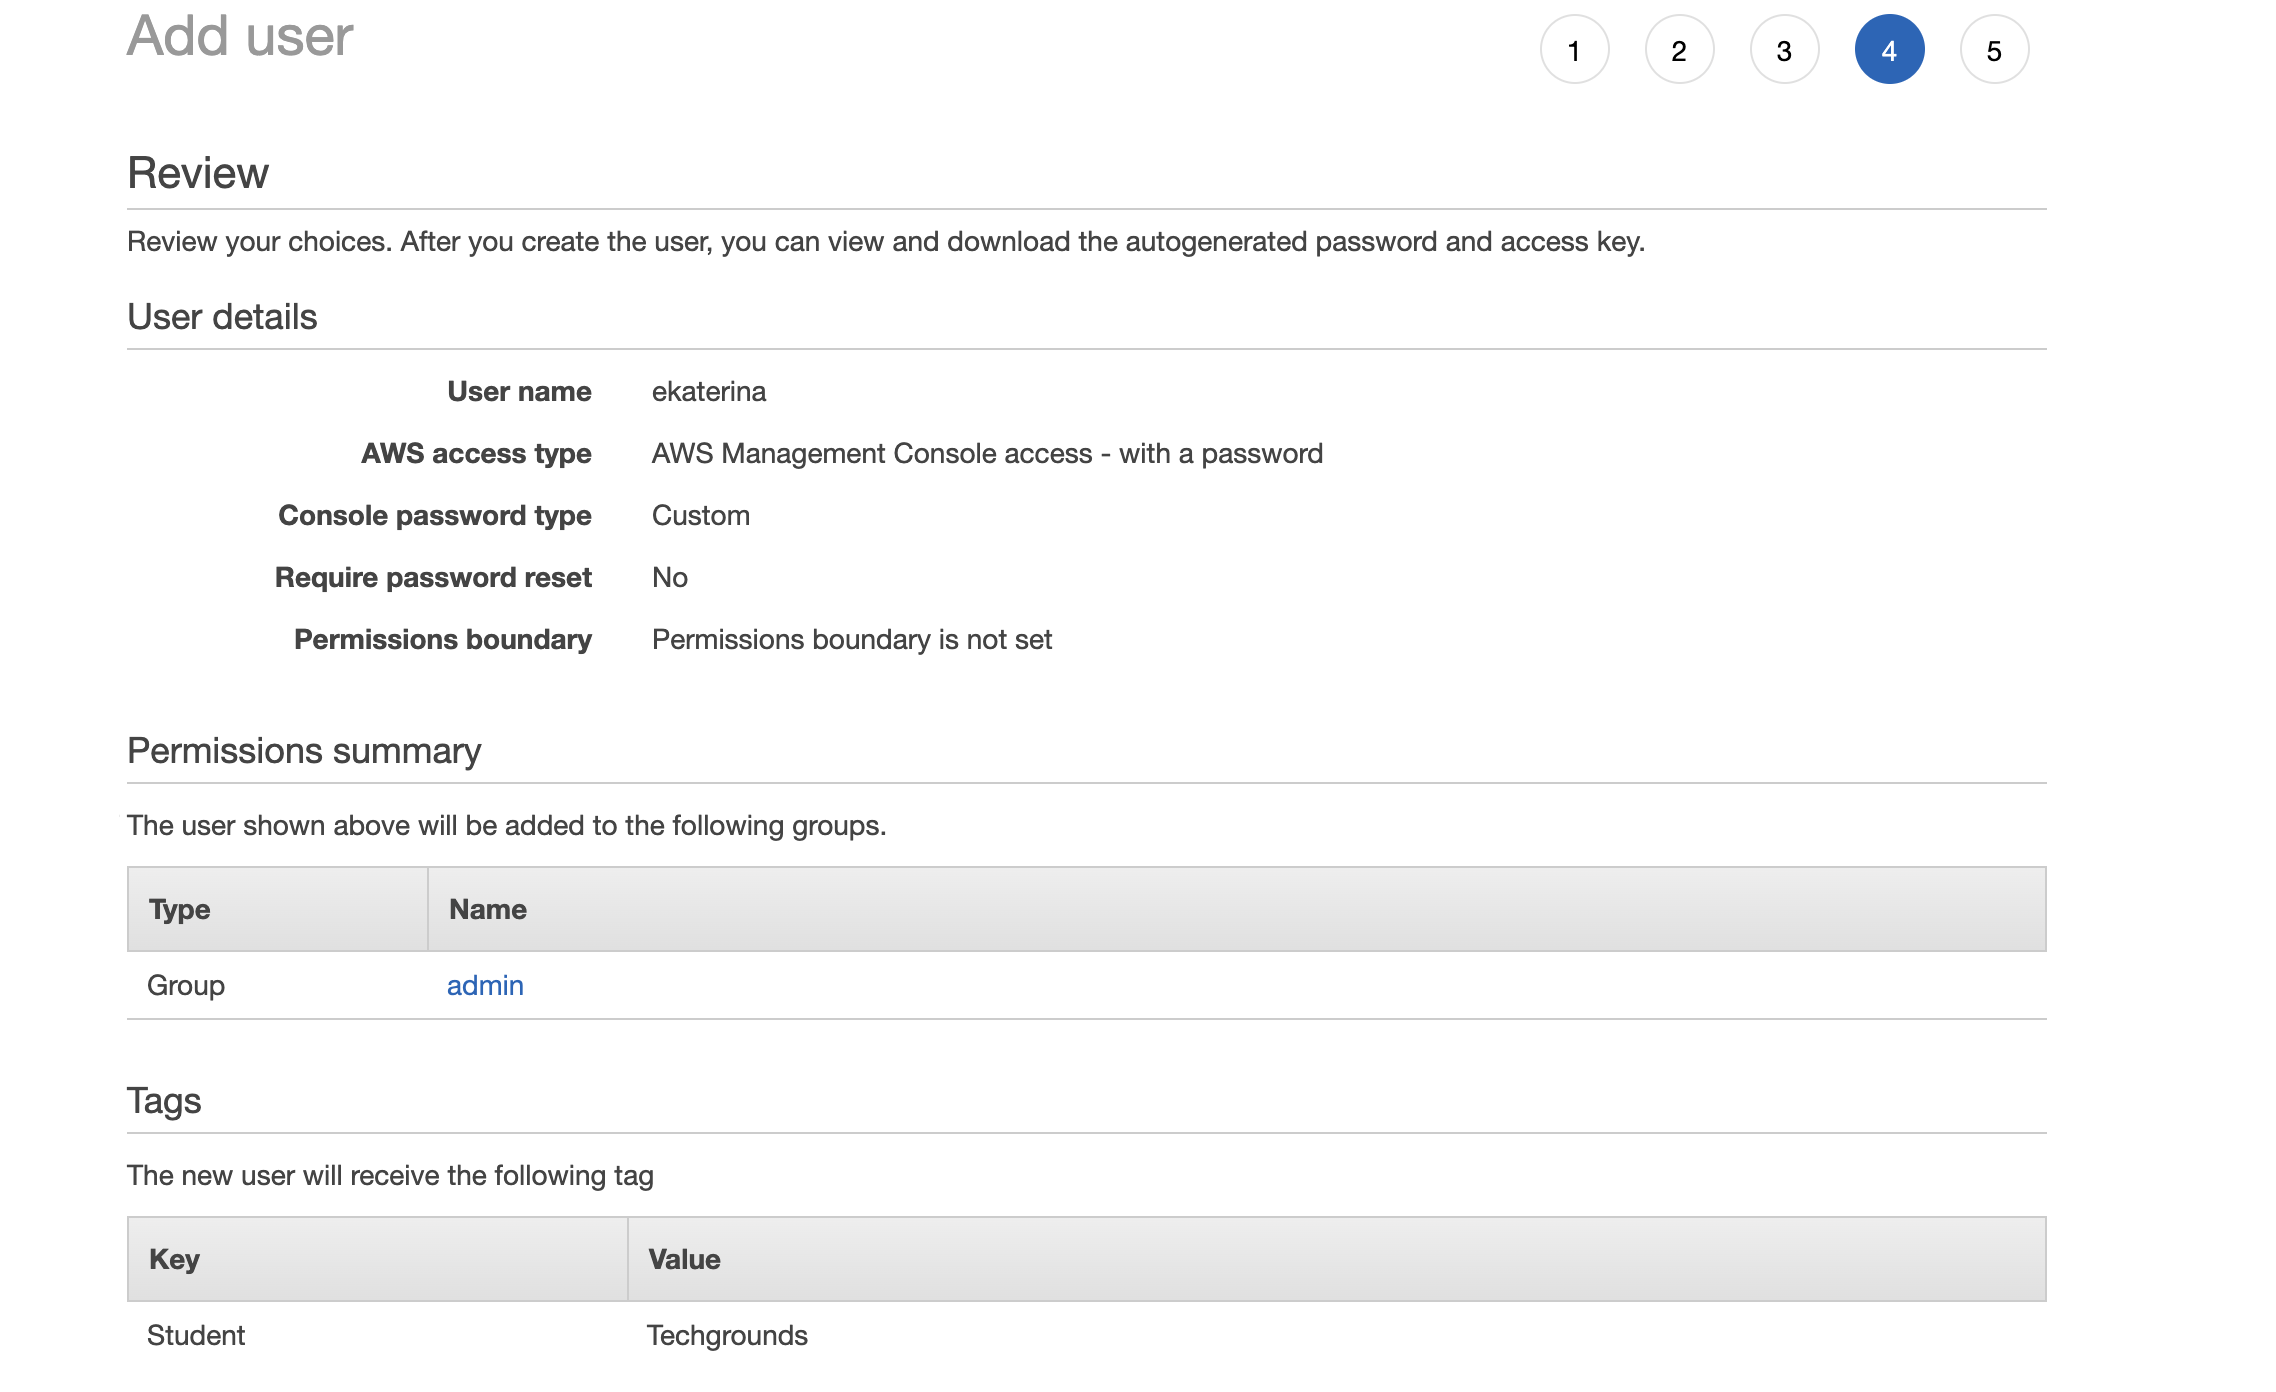 Add user
1 2 3 4 5
Review
Review your choices. After you create the user, you can view and download the autogenerated password and access key.
User details
User name ekaterina
AWS access type AWS Management Console access - with a password
Console password type Custom
Require password reset No
Permissions boundary Permissions boundary is not set
Permissions summary
The user shown above will be added to the following groups.
Type Name
Group admin
Tags
The new user will receive the following tag
Key Value
Student Techgrounds